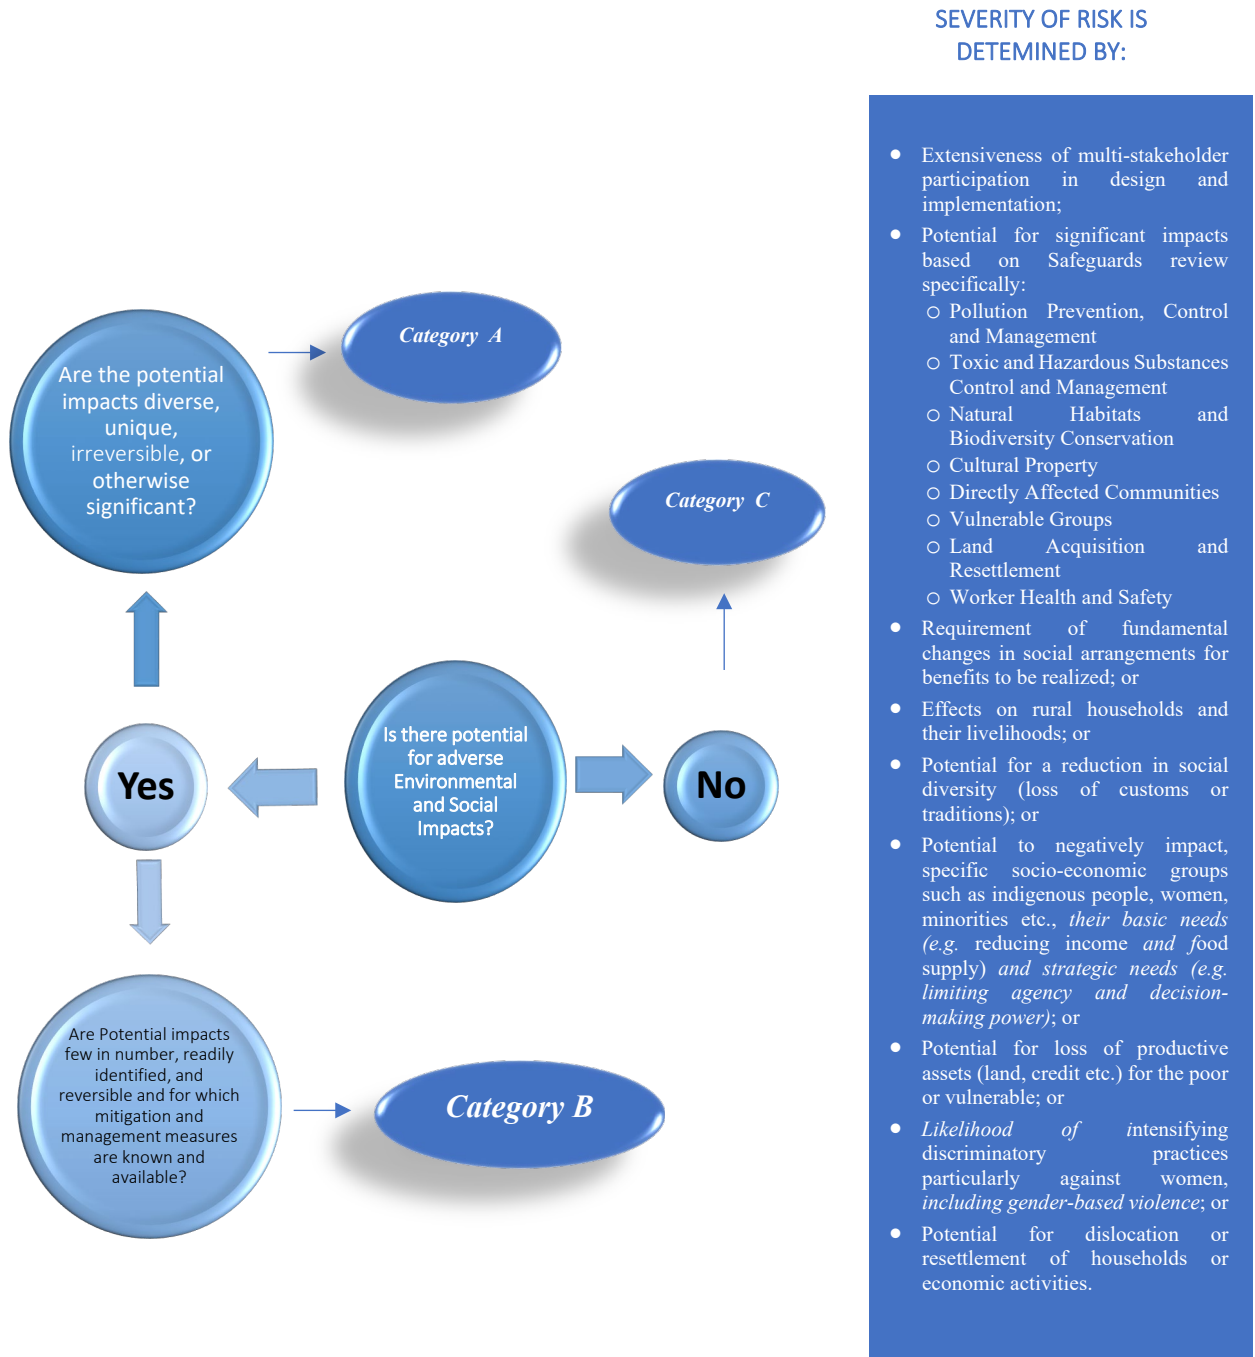 SEVERITY OF RISK IS
DETEMINED BY:
Are the potential
impacts diverse,
unique,
irreversible, or
otherwise
significant?
Category A
Category C
Yes
Is there potential
for adverse
Environmental
and Social
Impacts?
No
Are Potential impacts
few in number, readily
identified, and
reversible and for which
mitigation and
management measures
are known and
available?
Category B
• Extensiveness of multi-stakeholder
participation in design and
implementation;
• Potential for significant impacts
based on Safeguards review
specifically:
o Pollution Prevention, Control
and Management
o Toxic and Hazardous Substances
Control and Management
o Natural Habitats and
Biodiversity Conservation
o Cultural Property
o Directly Affected Communities
o Vulnerable Groups
o Land Acquisition and
Resettlement
o Worker Health and Safety
• Requirement of fundamental
changes in social arrangements for
benefits to be realized; or
• Effects on rural households and
their livelihoods; or
• Potential for a reduction in social
diversity (loss of customs or
traditions); or
• Potential to negatively impact,
specific socio-economic groups
such as indigenous people, women,
minorities etc., their basic needs
(e.g. reducing income and food
supply) and strategic needs (e.g.
limiting agency and decision-
making power); or
• Potential for loss of productive
assets (land, credit etc.) for the poor
or vulnerable; or
• Likelihood of intensifying
discriminatory practices
particularly against women,
including gender-based violence; or
• Potential for dislocation or
resettlement of households or
economic activities.